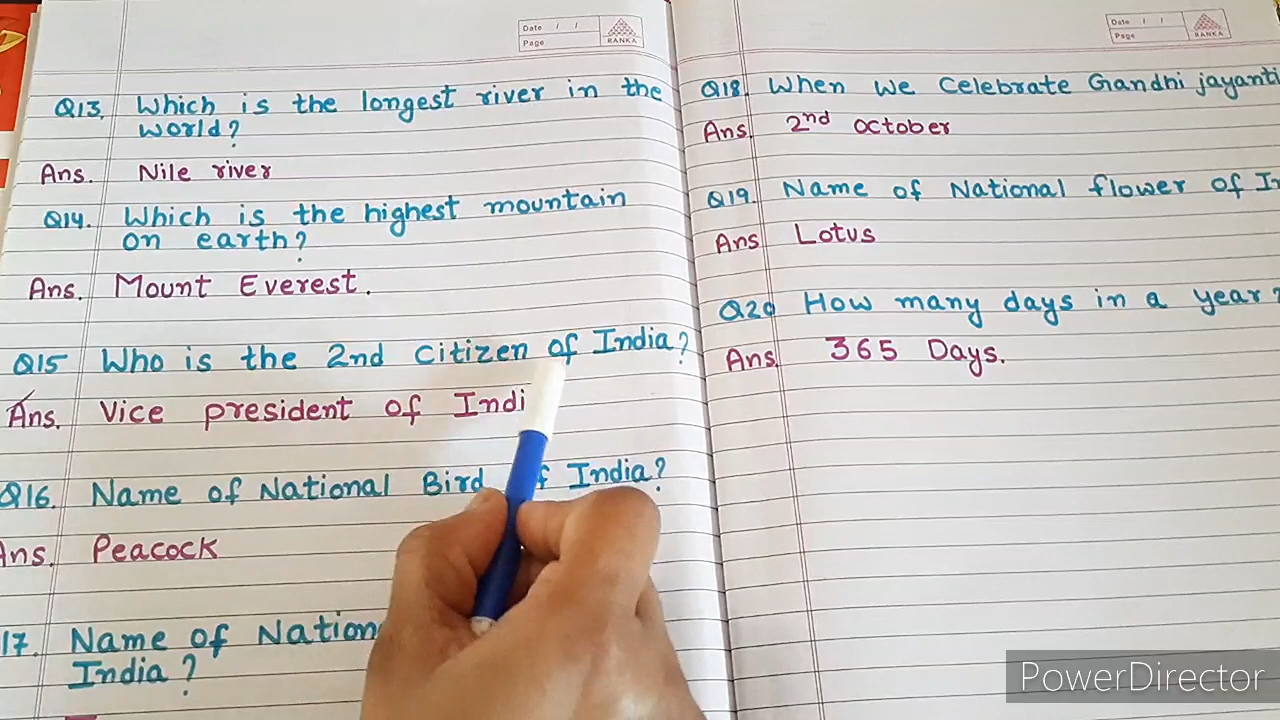 Date / /
Page
RANKA
Q13. Which is the longest river in the
world?
Ans. Nile river
Q14. Which is the highest mountain
on earth?
Ans. Mount Everest.
Q15 Who is the 2nd citizen of India?
Ans. Vice president of Indi
Q16. Name of National Bird of India?
Ans. Peacock
17. Name of Nation
India?
Date / /
Page
RANKA
Q18. When we celebrate Gandhi jayanti
Ans. 2nd october
Q19. Name of National flower of
Ans Lotus
Q20 How many days in a year?
Ans. 365 Days.
PowerDirector